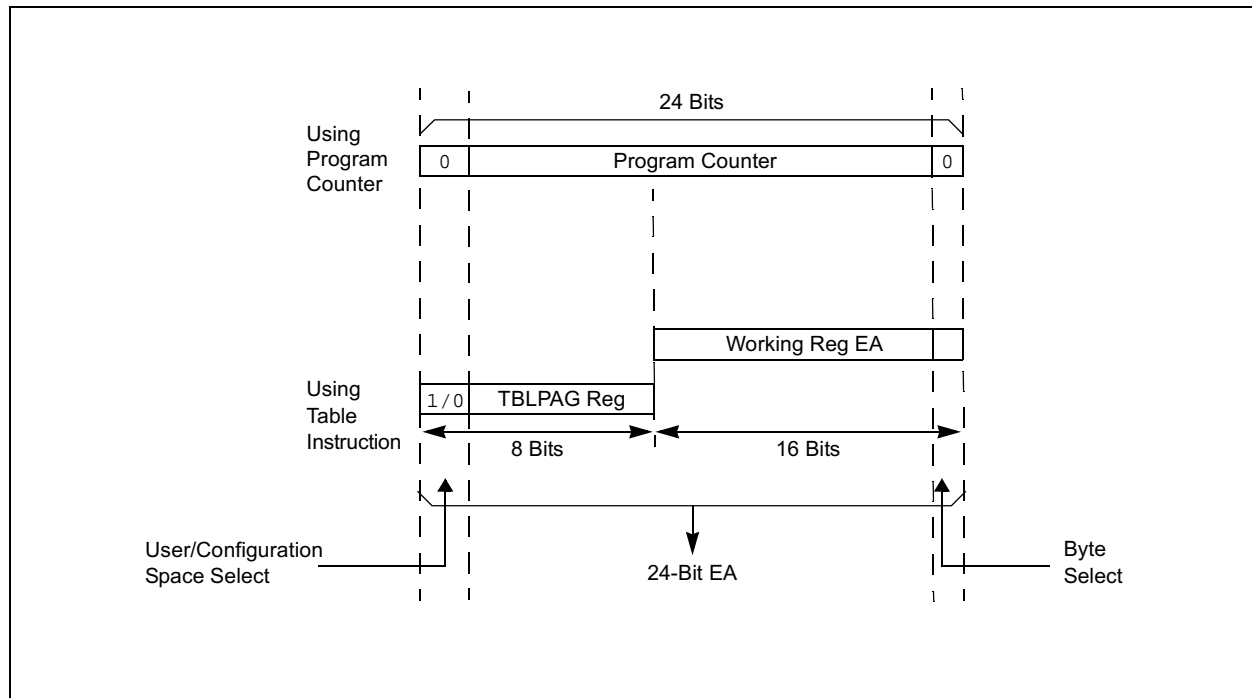 24 Bits
Using
Program
Counter
0
Program Counter
0
Working Reg EA
Using
Table
Instruction
1/0
TBLPAG Reg
8 Bits
16 Bits
User/Configuration
Space Select
24-Bit EA
Byte
Select